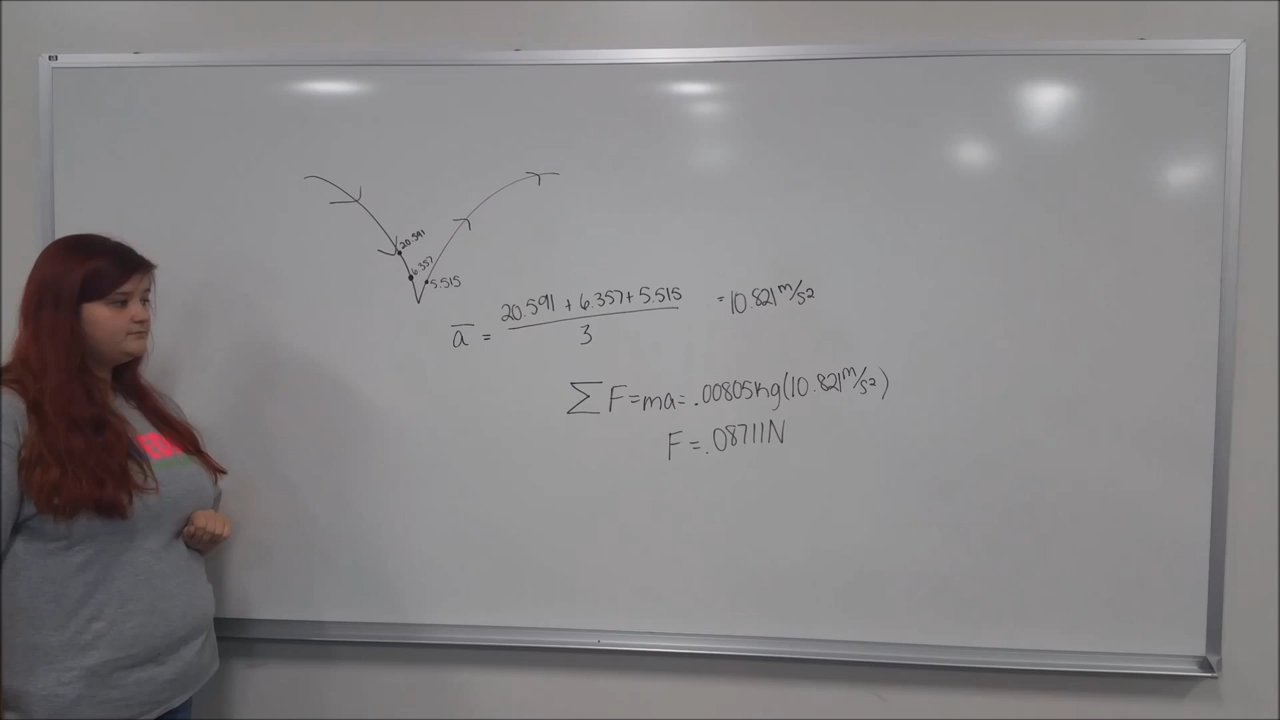 20.591
6.357
5.515
a̅ = (20.591 + 6.357 + 5.515)/3 = 10.821 m/s²
∑F = ma = .00805kg(10.821 m/s²)
F = .08711N